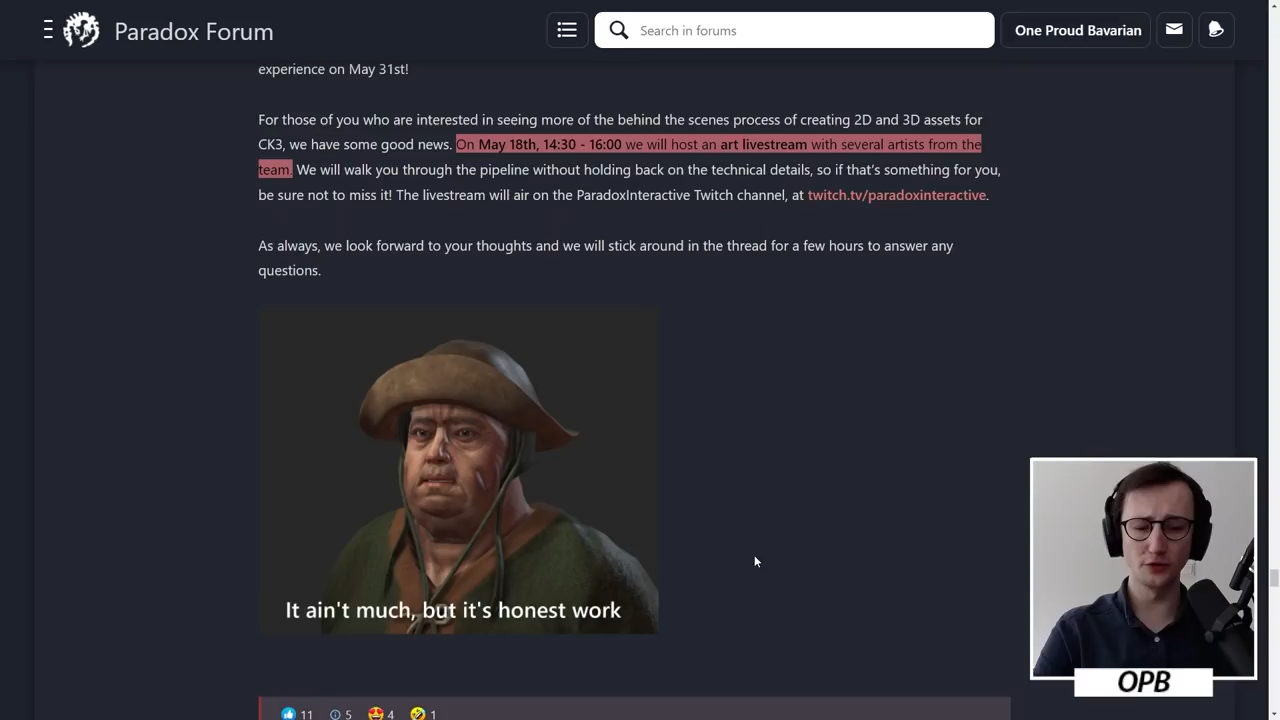 Paradox Forum
Search in forums
One Proud Bavarian
experience on May 31st!
For those of you who are interested in seeing more of the behind the scenes process of creating 2D and 3D assets for
CK3, we have some good news. On May 18th, 14:30 - 16:00 we will host an art livestream with several artists from the
team. We will walk you through the pipeline without holding back on the technical details, so if that’s something for you,
be sure not to miss it! The livestream will air on the ParadoxInteractive Twitch channel, at twitch.tv/paradoxinteractive.
As always, we look forward to your thoughts and we will stick around in the thread for a few hours to answer any
questions.
It ain't much, but it's honest work
OPB
11 5 4 1